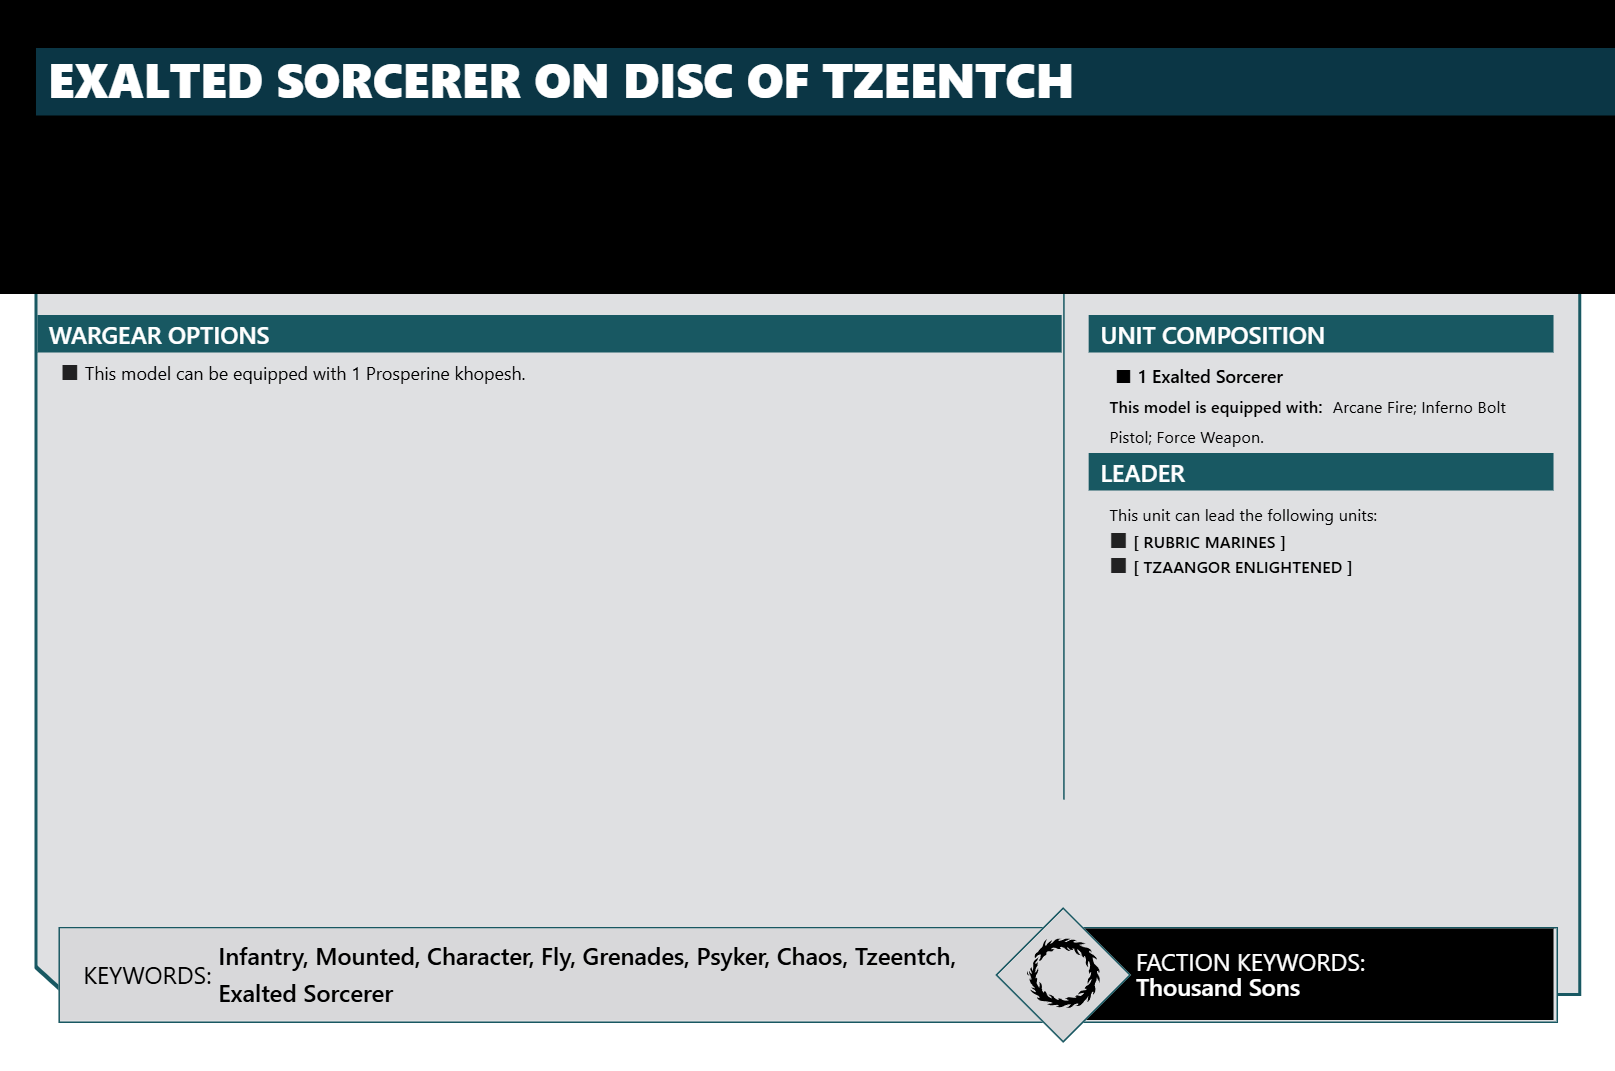 EXALTED SORCERER ON DISC OF TZEENTCH
WARGEAR OPTIONS
■ This model can be equipped with 1 Prosperine khopesh.
UNIT COMPOSITION
■ 1 Exalted Sorcerer
This model is equipped with: Arcane Fire; Inferno Bolt
Pistol; Force Weapon.
LEADER
This unit can lead the following units:
■ [ RUBRIC MARINES ]
■ [ TZAANGOR ENLIGHTENED ]
KEYWORDS: Infantry, Mounted, Character, Fly, Grenades, Psyker, Chaos, Tzeentch,
Exalted Sorcerer
FACTION KEYWORDS:
Thousand Sons